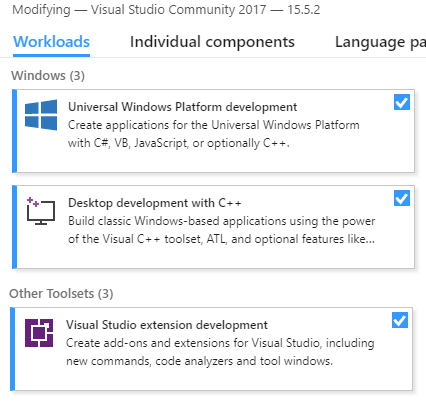 Modifying — Visual Studio Community 2017 — 15.5.2
Workloads Individual components Language pa
Windows (3)
Universal Windows Platform development
Create applications for the Universal Windows Platform
with C#, VB, JavaScript, or optionally C++.
Desktop development with C++
Build classic Windows-based applications using the power
of the Visual C++ toolset, ATL, and optional features like...
Other Toolsets (3)
Visual Studio extension development
Create add-ons and extensions for Visual Studio, including
new commands, code analyzers and tool windows.